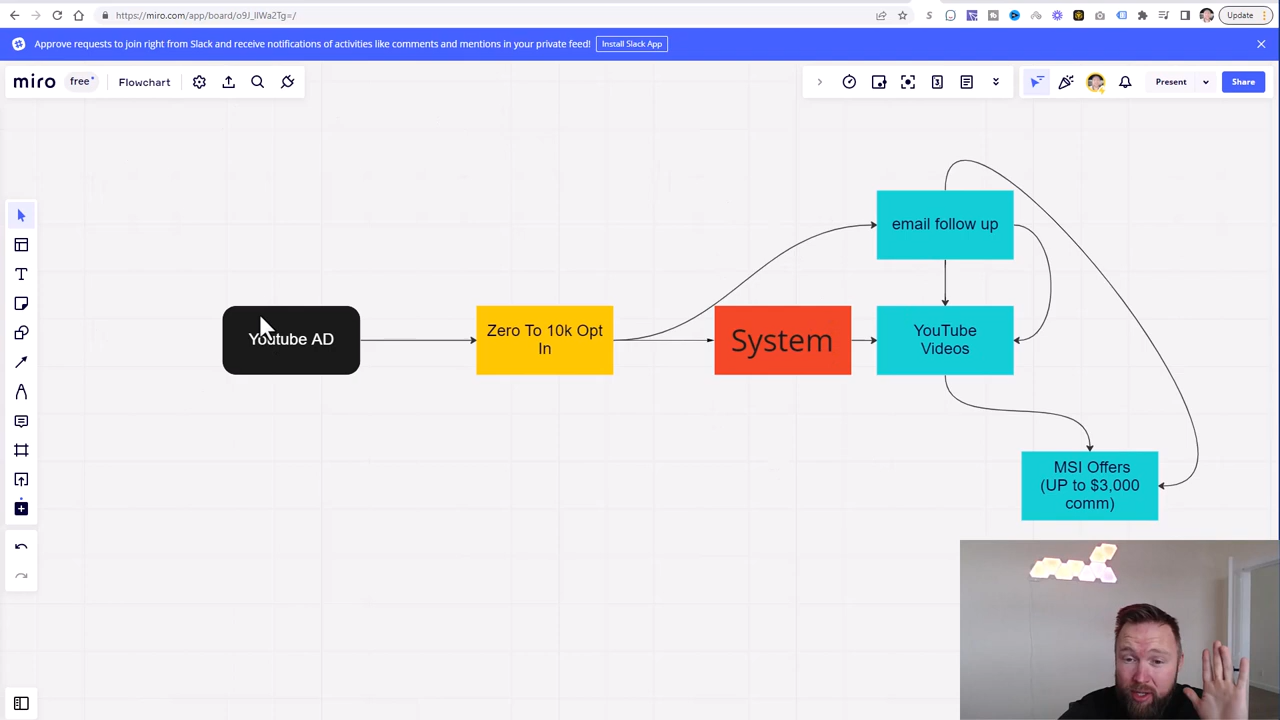 https://miro.com/app/board/o9J_lIWa2Tg=/
Update
Approve requests to join right from Slack and receive notifications of activities like comments and mentions in your private feed!
Install Slack App
miro
free
Flowchart
3
Present
Share
email follow up
Youtube AD
Zero To 10k Opt
In
System
YouTube
Videos
MSI Offers
(UP to $3,000
comm)